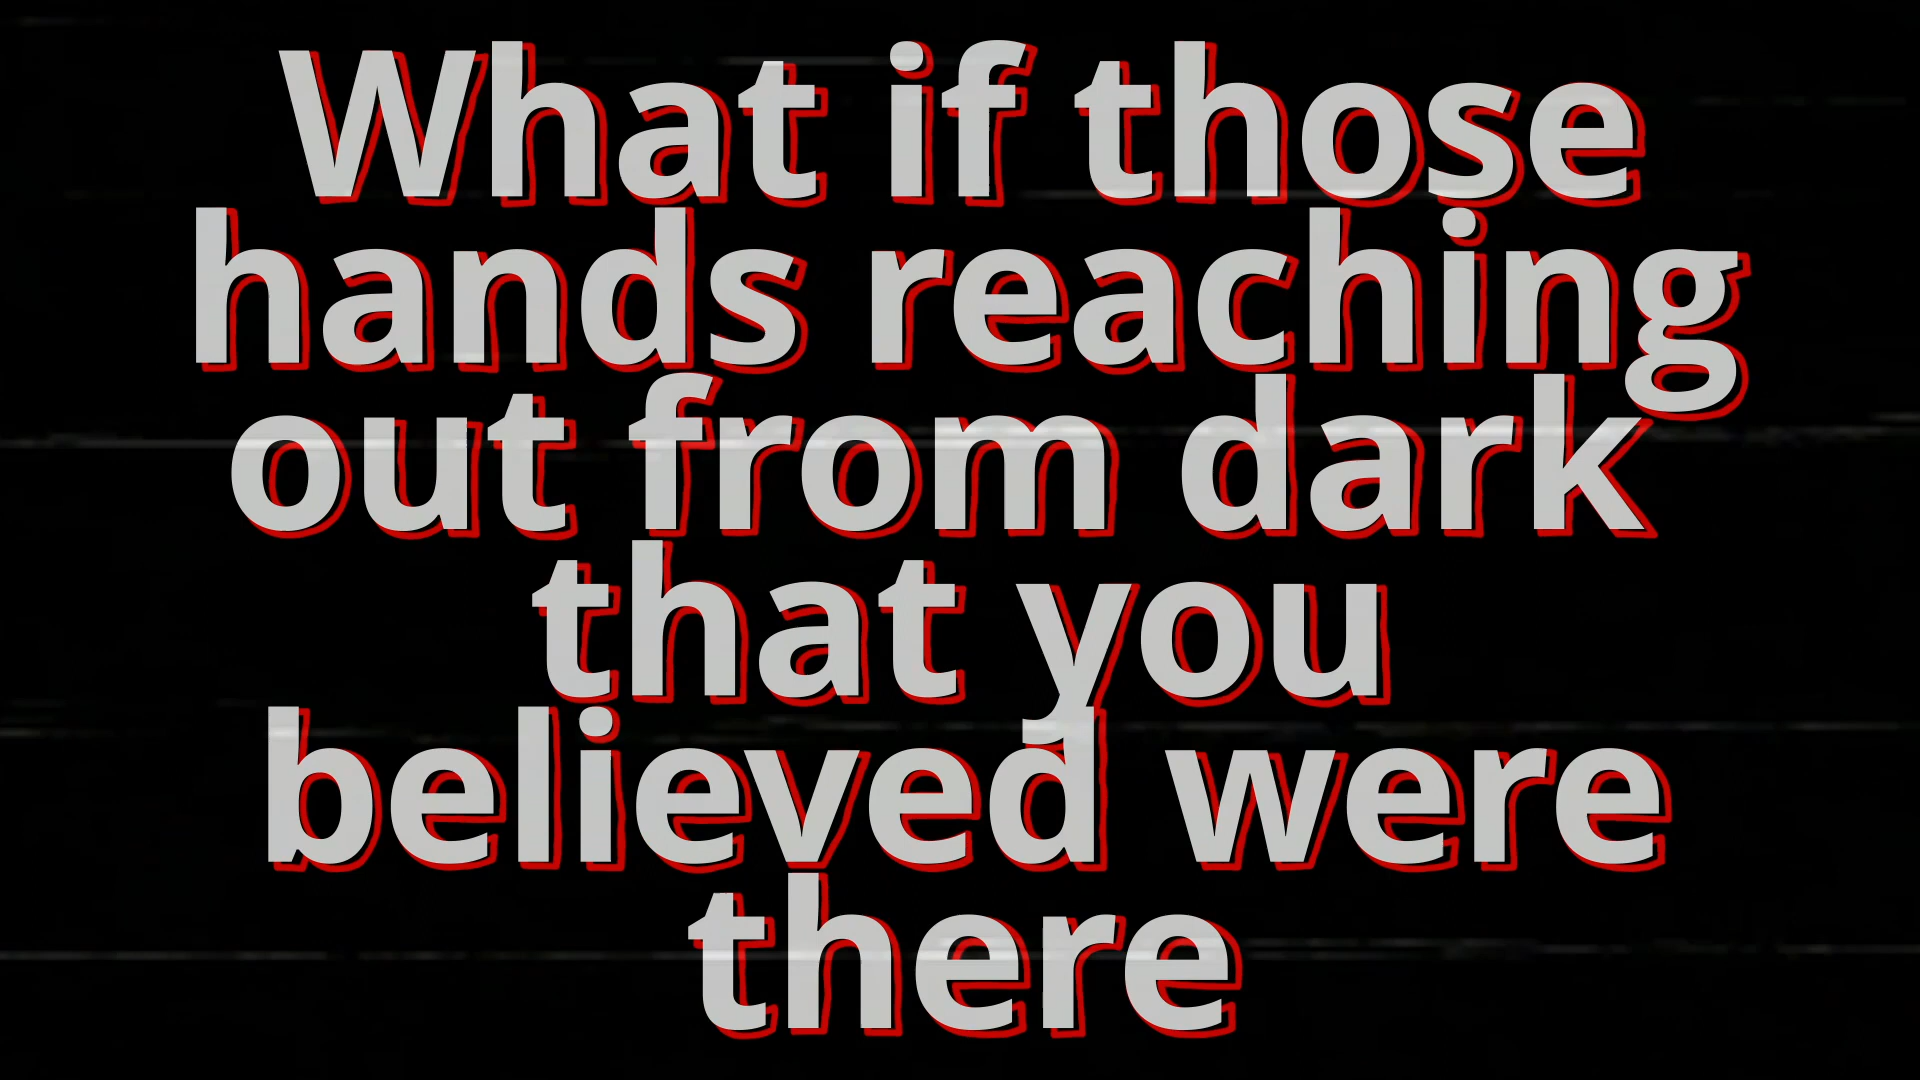 What if those
hands reaching
out from dark
that you
believed were
there